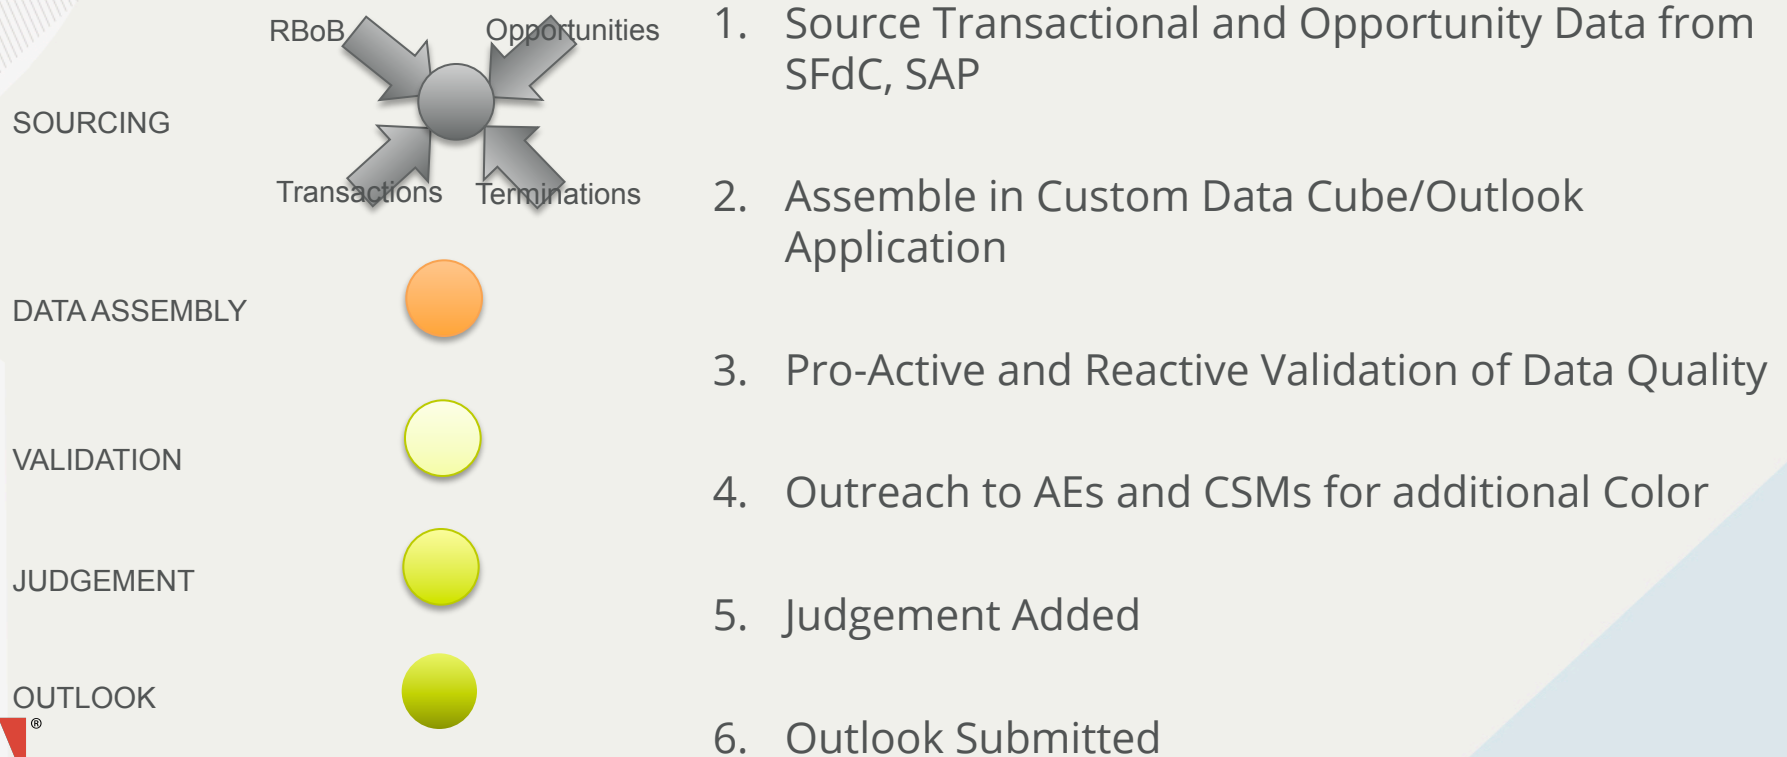 RBoB
Opportunities
SOURCING
Transactions
Terminations
DATA ASSEMBLY
VALIDATION
JUDGEMENT
OUTLOOK
®
1. Source Transactional and Opportunity Data from
SFdC, SAP
2. Assemble in Custom Data Cube/Outlook
Application
3. Pro-Active and Reactive Validation of Data Quality
4. Outreach to AEs and CSMs for additional Color
5. Judgement Added
6. Outlook Submitted